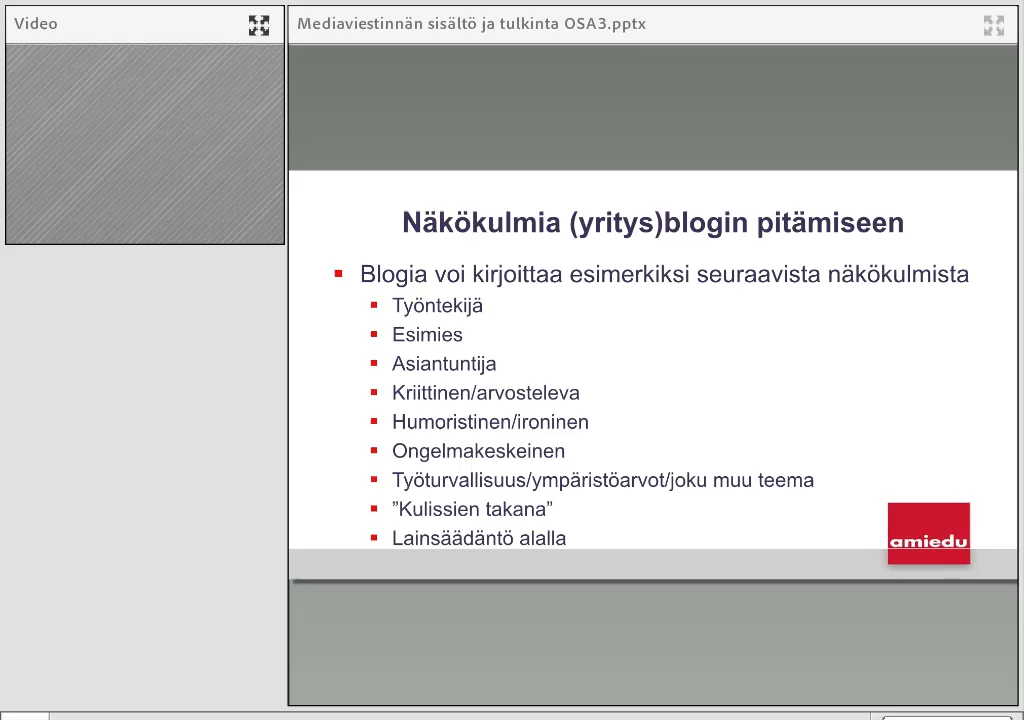 Video
Mediaviestinnän sisältö ja tulkinta OSA3.pptx
Näkökulmia (yritys)blogin pitämiseen
Blogia voi kirjoittaa esimerkiksi seuraavista näkökulmista
Työntekijä
Esimies
Asiantuntija
Kriittinen/arvosteleva
Humoristinen/ironinen
Ongelmakeskeinen
Työturvallisuus/ympäristöarvot/joku muu teema
”Kulissien takana”
Lainsäädäntö alalla
amiedu